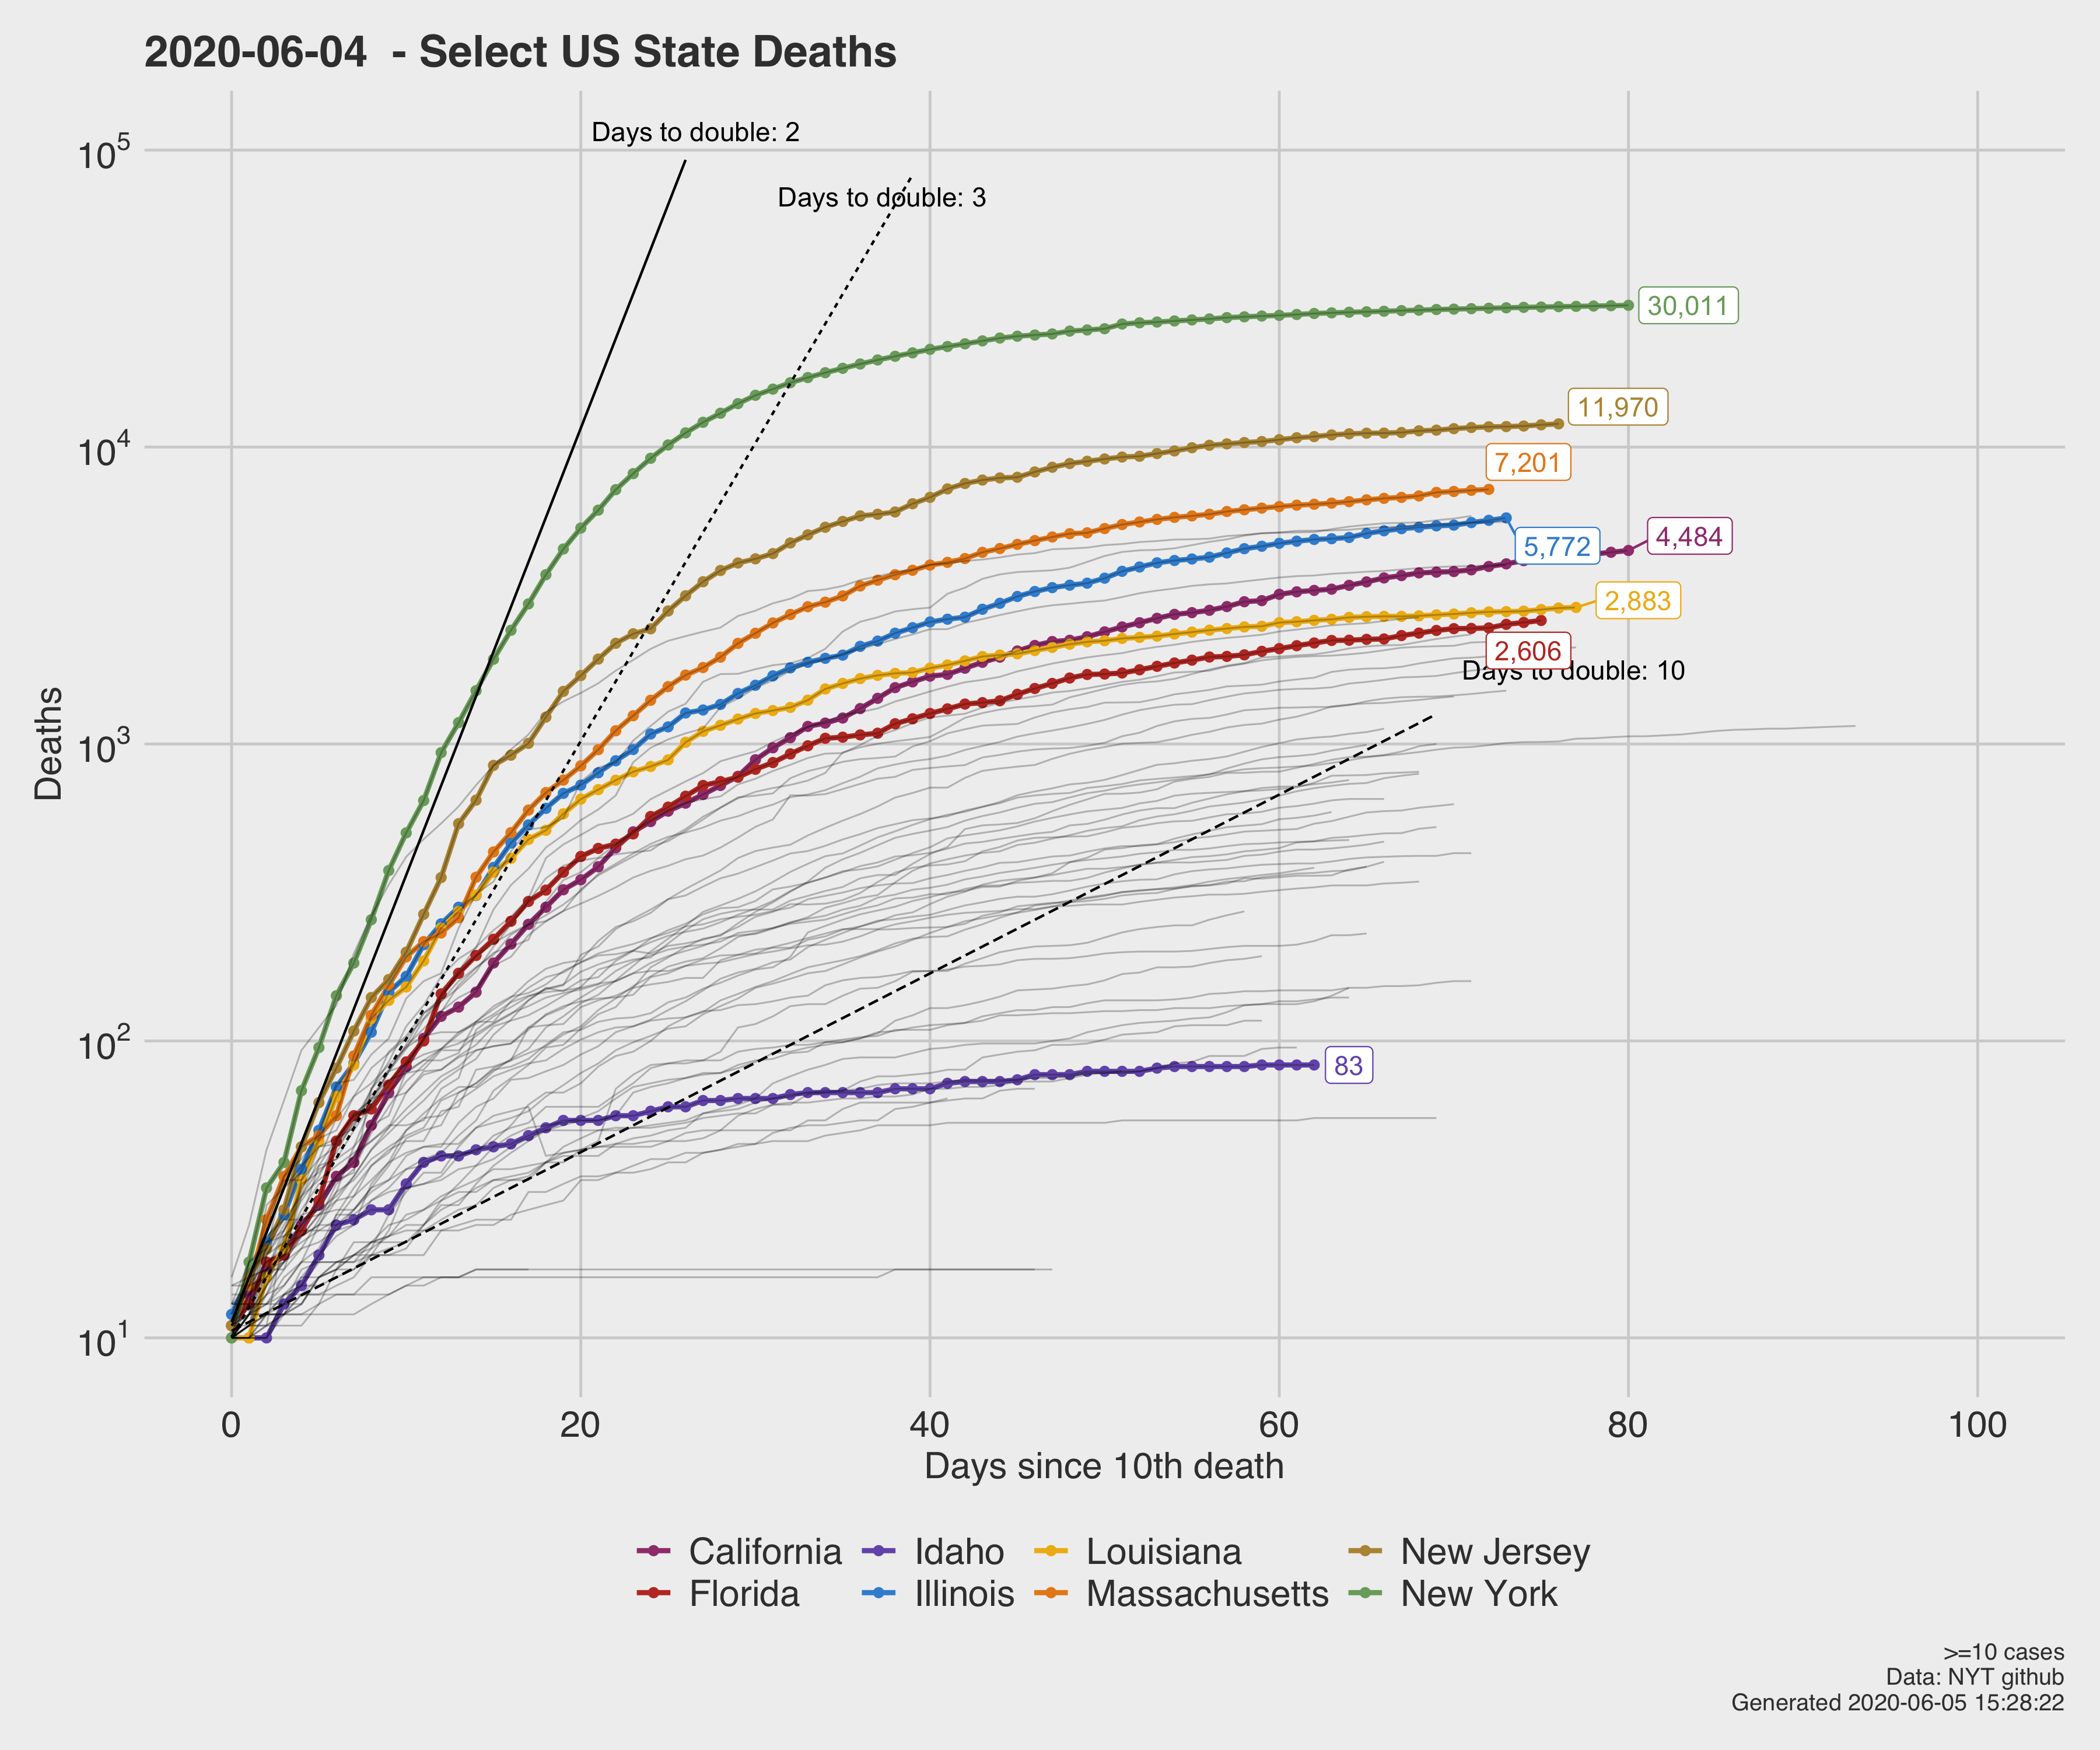 2020-06-04 - Select US State Deaths
Days to double: 2
10^5
Days to double: 3
30,011
11,970
10^4
7,201
4,484
5,772
2,883
2,606
Days to double: 10
Deaths
10^3
10^2
83
10^1
0 20 40 60 80 100
Days since 10th death
California Idaho Louisiana New Jersey
Florida Illinois Massachusetts New York
>=10 cases
Data: NYT github
Generated 2020-06-05 15:28:22